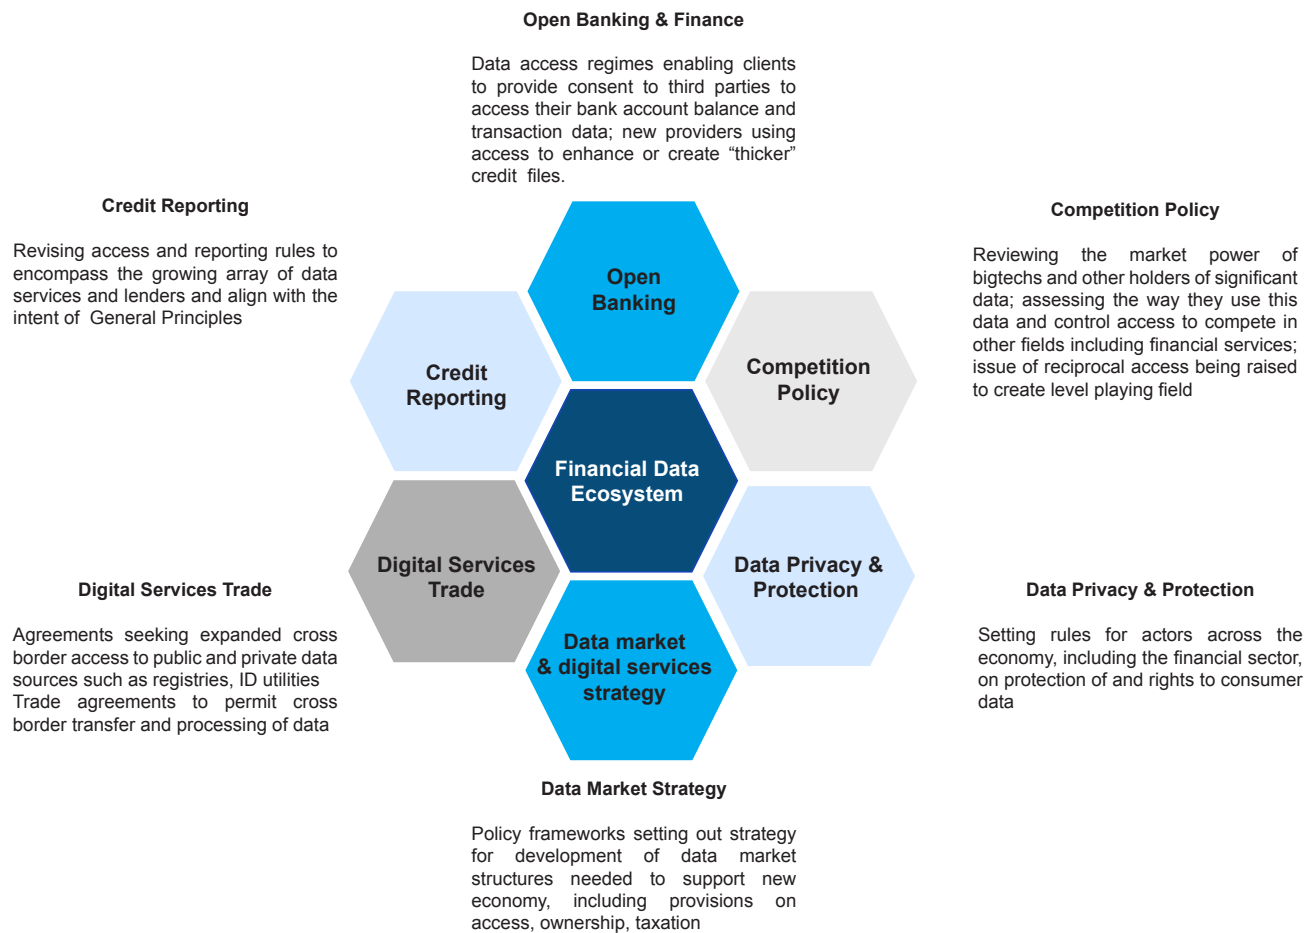 Open Banking & Finance
Data access regimes enabling clients
to provide consent to third parties to
access their bank account balance and
transaction data; new providers using
access to enhance or create “thicker”
credit files.
Credit Reporting
Revising access and reporting rules to
encompass the growing array of data
services and lenders and align with the
intent of General Principles
Competition Policy
Reviewing the market power of
bigtechs and other holders of significant
data; assessing the way they use this
data and control access to compete in
other fields including financial services;
issue of reciprocal access being raised
to create level playing field
Open
Banking
Credit
Reporting
Competition
Policy
Financial Data
Ecosystem
Digital Services
Trade
Data Privacy &
Protection
Data market
& digital services
strategy
Digital Services Trade
Agreements seeking expanded cross
border access to public and private data
sources such as registries, ID utilities
Trade agreements to permit cross
border transfer and processing of data
Data Privacy & Protection
Setting rules for actors across the
economy, including the financial sector,
on protection of and rights to consumer
data
Data Market Strategy
Policy frameworks setting out strategy
for development of data market
structures needed to support new
economy, including provisions on
access, ownership, taxation